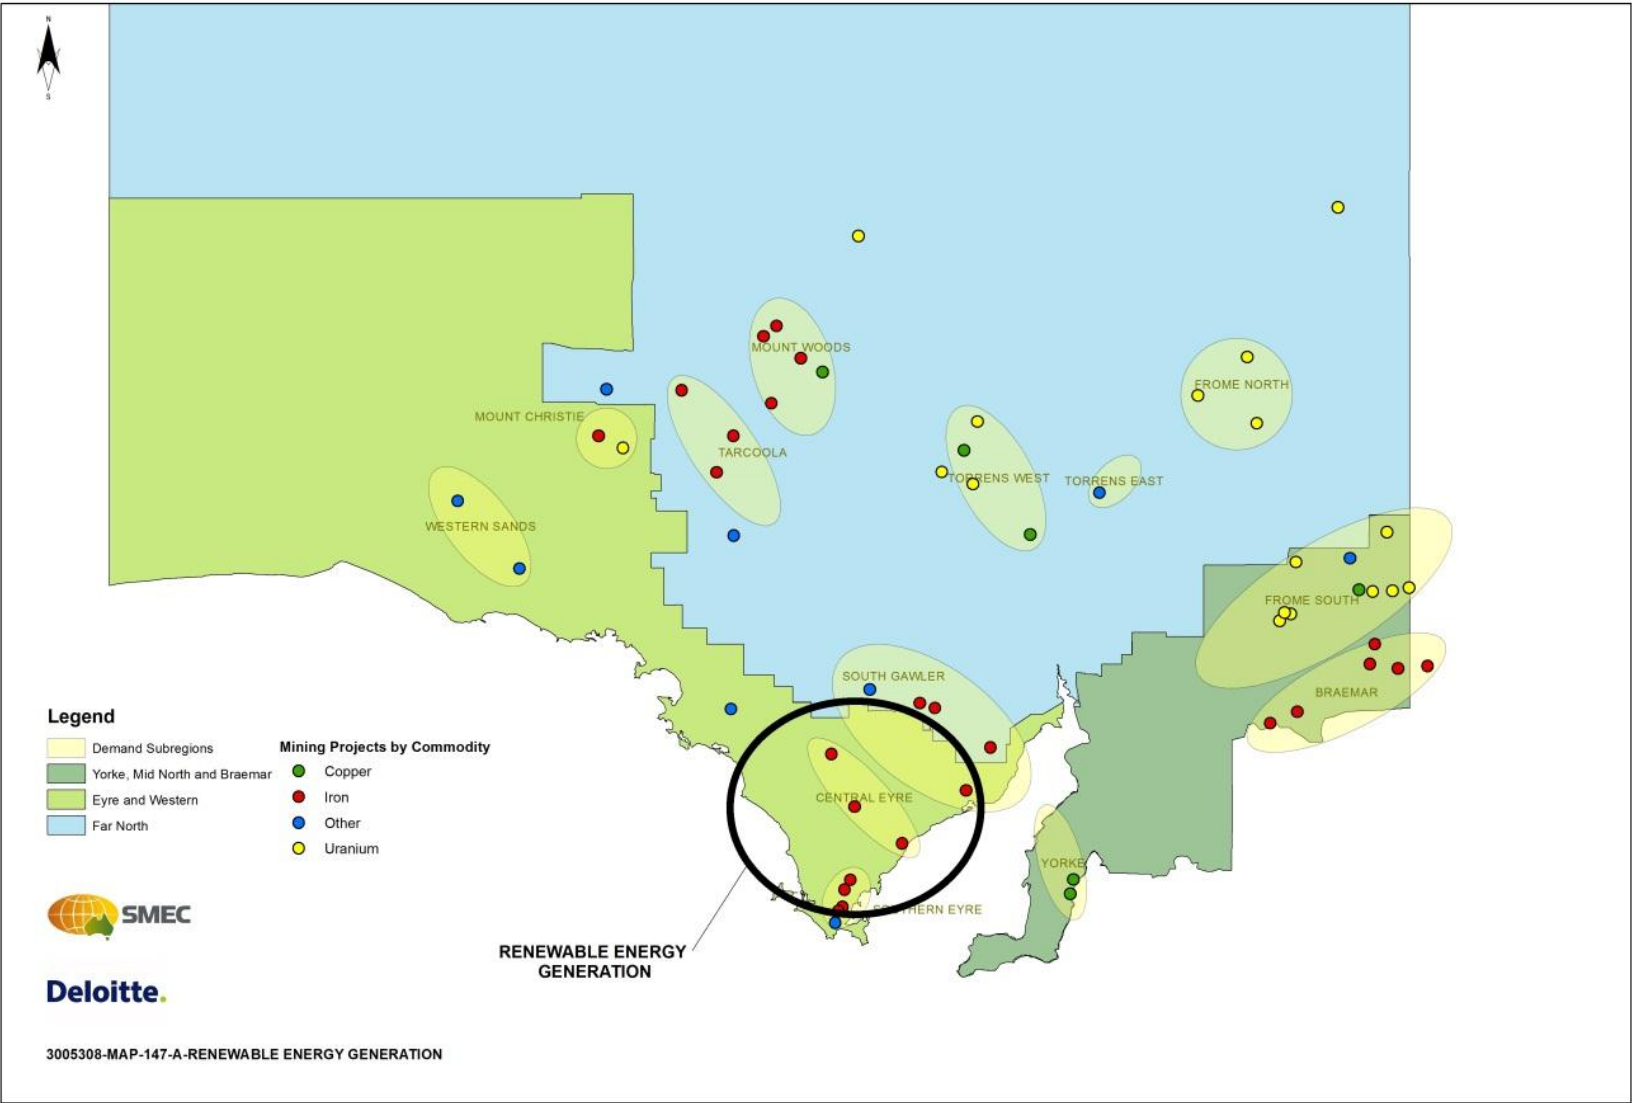 N
S
MOUNT WOODS
FROME NORTH
MOUNT CHRISTIE
TARCOOLA
TORRENS WEST
TORRENS EAST
WESTERN SANDS
FROME SOUTH
SOUTH GAWLER
BRAEMAR
CENTRAL EYRE
YORKE
SOUTHERN EYRE
RENEWABLE ENERGY
GENERATION
Legend
Demand Subregions
Yorke, Mid North and Braemar
Eyre and Western
Far North
Mining Projects by Commodity
Copper
Iron
Other
Uranium
SMEC
Deloitte.
3005308-MAP-147-A-RENEWABLE ENERGY GENERATION